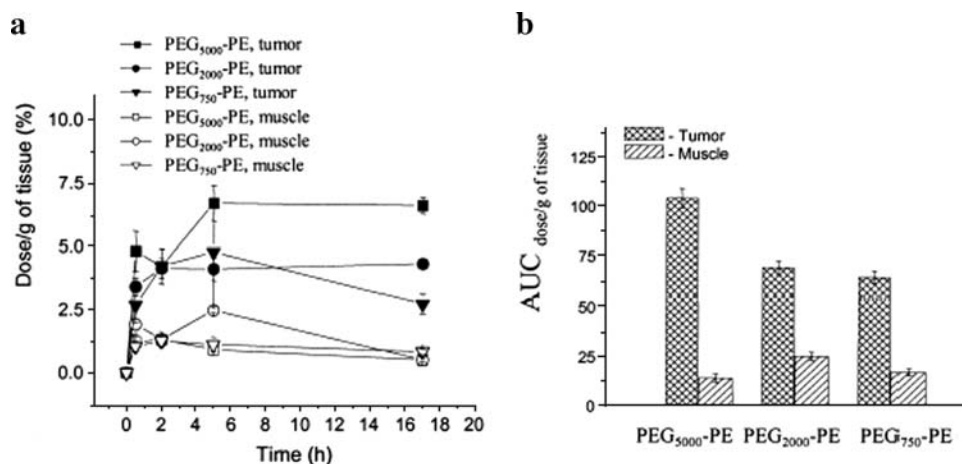 a
PEG5000-PE, tumor
PEG2000-PE, tumor
PEG750-PE, tumor
PEG5000-PE, muscle
PEG2000-PE, muscle
PEG750-PE, muscle
Dose/g of tissue (%)
10.0
7.5
5.0
2.5
0.0
0 2 4 6 8 10 12 14 16 18 20
Time (h)
b
- Tumor
- Muscle
AUC dose/g of tissue
125
100
75
50
25
0
PEG5000-PE PEG2000-PE PEG750-PE